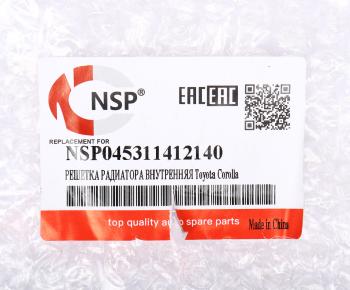 NSP®
EAC EAC
REPLACEMENT FOR
NSP045311412140
РЕШЕТКА РАДИАТОРА ВНУТРЕННЯЯ Toyota Corolla
top quality auto spare parts
Made in China